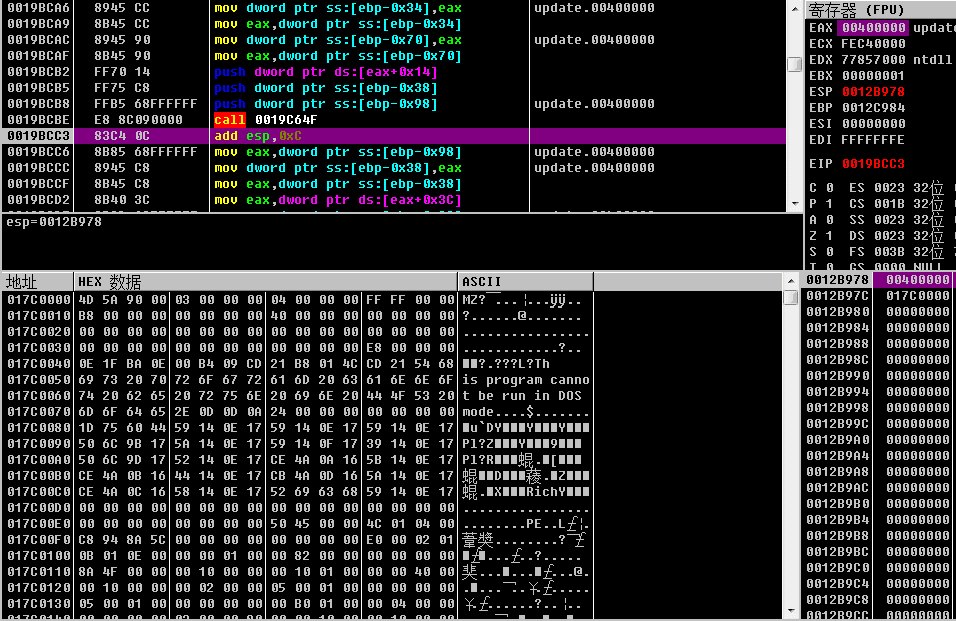 0019BCA6 8945 CC mov dword ptr ss:[ebp-0x34],eax update.00400000
0019BCA9 8B45 CC mov eax,dword ptr ss:[ebp-0x34]
0019BCAC 8945 90 mov dword ptr ss:[ebp-0x70],eax update.00400000
0019BCAF 8B45 90 mov eax,dword ptr ss:[ebp-0x70]
0019BCB2 FF70 14 push dword ptr ds:[eax+0x14]
0019BCB5 FF75 C8 push dword ptr ss:[ebp-0x38]
0019BCB8 FFB5 68FFFFFF push dword ptr ss:[ebp-0x98] update.00400000
0019BCBE E8 8C090000 call 0019C64F
0019BCC3 83C4 0C add esp,0xC
0019BCC6 8B85 68FFFFFF mov eax,dword ptr ss:[ebp-0x98] update.00400000
0019BCCC 8945 C8 mov dword ptr ss:[ebp-0x38],eax update.00400000
0019BCCF 8B45 C8 mov eax,dword ptr ss:[ebp-0x38]
0019BCD2 8B40 3C mov eax,dword ptr ds:[eax+0x3C]
esp=0012B978
寄存器 (FPU)
EAX 00400000 update
ECX FEC40000
EDX 77857000 ntdll
EBX 00000001
ESP 0012B978
EBP 0012C984
ESI 00000000
EDI FFFFFFFE
EIP 0019BCC3
C 0 ES 0023 32位
P 1 CS 001B 32位
A 0 SS 0023 32位
Z 1 DS 0023 32位
S 0 FS 003B 32位
T 0 GS 0000 NULL
地址 HEX 数据 ASCII
017C0000 4D 5A 90 00 03 00 00 00 04 00 00 00 FF FF 00 00 MZ?
017C0010 B8 00 00 00 00 00 00 00 40 00 00 00 00 00 00 00 ?.......@.......
017C0020 00 00 00 00 00 00 00 00 00 00 00 00 00 00 00 00 ................
017C0030 00 00 00 00 00 00 00 00 00 00 00 00 E8 00 00 00 ............?..
017C0040 0E 1F BA 0E 00 B4 09 CD 21 B8 01 4C CD 21 54 68 ?.???L?Th
017C0050 69 73 20 70 72 6F 67 72 61 6D 20 63 61 6E 6E 6F is program canno
017C0060 74 20 62 65 20 72 75 6E 20 69 6E 20 44 4F 53 20 t be run in DOS
017C0070 6D 6F 64 65 2E 0D 0D 0A 24 00 00 00 00 00 00 00 mode....$.......
017C0080 1D 75 60 44 59 14 0E 17 59 14 0E 17 59 14 0E 17 u`DY Y Y
017C0090 50 6C 9B 17 5A 14 0E 17 59 14 0F 17 39 14 0E 17 Pl?Z Y 9
017C00A0 50 6C 9D 17 52 14 0E 17 CE 4A 0A 16 5B 14 0E 17 Pl?R 蜫. [
017C00B0 CE 4A 0B 16 44 14 0E 17 CB 4A 0D 16 5A 14 0E 17 蜫 D Z
017C00C0 CE 4A 0C 16 58 14 0E 17 52 69 63 68 59 14 0E 17 蜫. X RichY
017C00D0 00 00 00 00 00 00 00 00 00 00 00 00 00 00 00 00 ................
017C00E0 00 00 00 00 00 00 00 00 50 45 00 00 4C 01 04 00 ........PE..L
017C00F0 C8 94 8A 5C 00 00 00 00 00 00 00 00 E0 00 02 01
017C0100 0B 01 0E 00 00 00 01 00 00 82 00 00 00 00 00 00
017C0110 8A 4F 00 00 00 10 00 00 00 10 01 00 00 00 40 00
017C0120 00 10 00 00 00 02 00 00 05 00 01 00 00 00 00 00
017C0130 05 00 01 00 00 00 00 00 00 B0 01 00 00 04 00 00
0012B978 00400000
0012B97C 017C0000
0012B980 00000000
0012B984 00000000
0012B988 00000000
0012B98C 00000000
0012B990 00000000
0012B994 00000000
0012B998 00000000
0012B99C 00000000
0012B9A0 00000000
0012B9A4 00000000
0012B9A8 00000000
0012B9AC 00000000
0012B9B0 00000000
0012B9B4 00000000
0012B9B8 00000000
0012B9BC 00000000
0012B9C0 00000000
0012B9C4 00000000
0012B9C8 00000000
0012B9CC 00000000